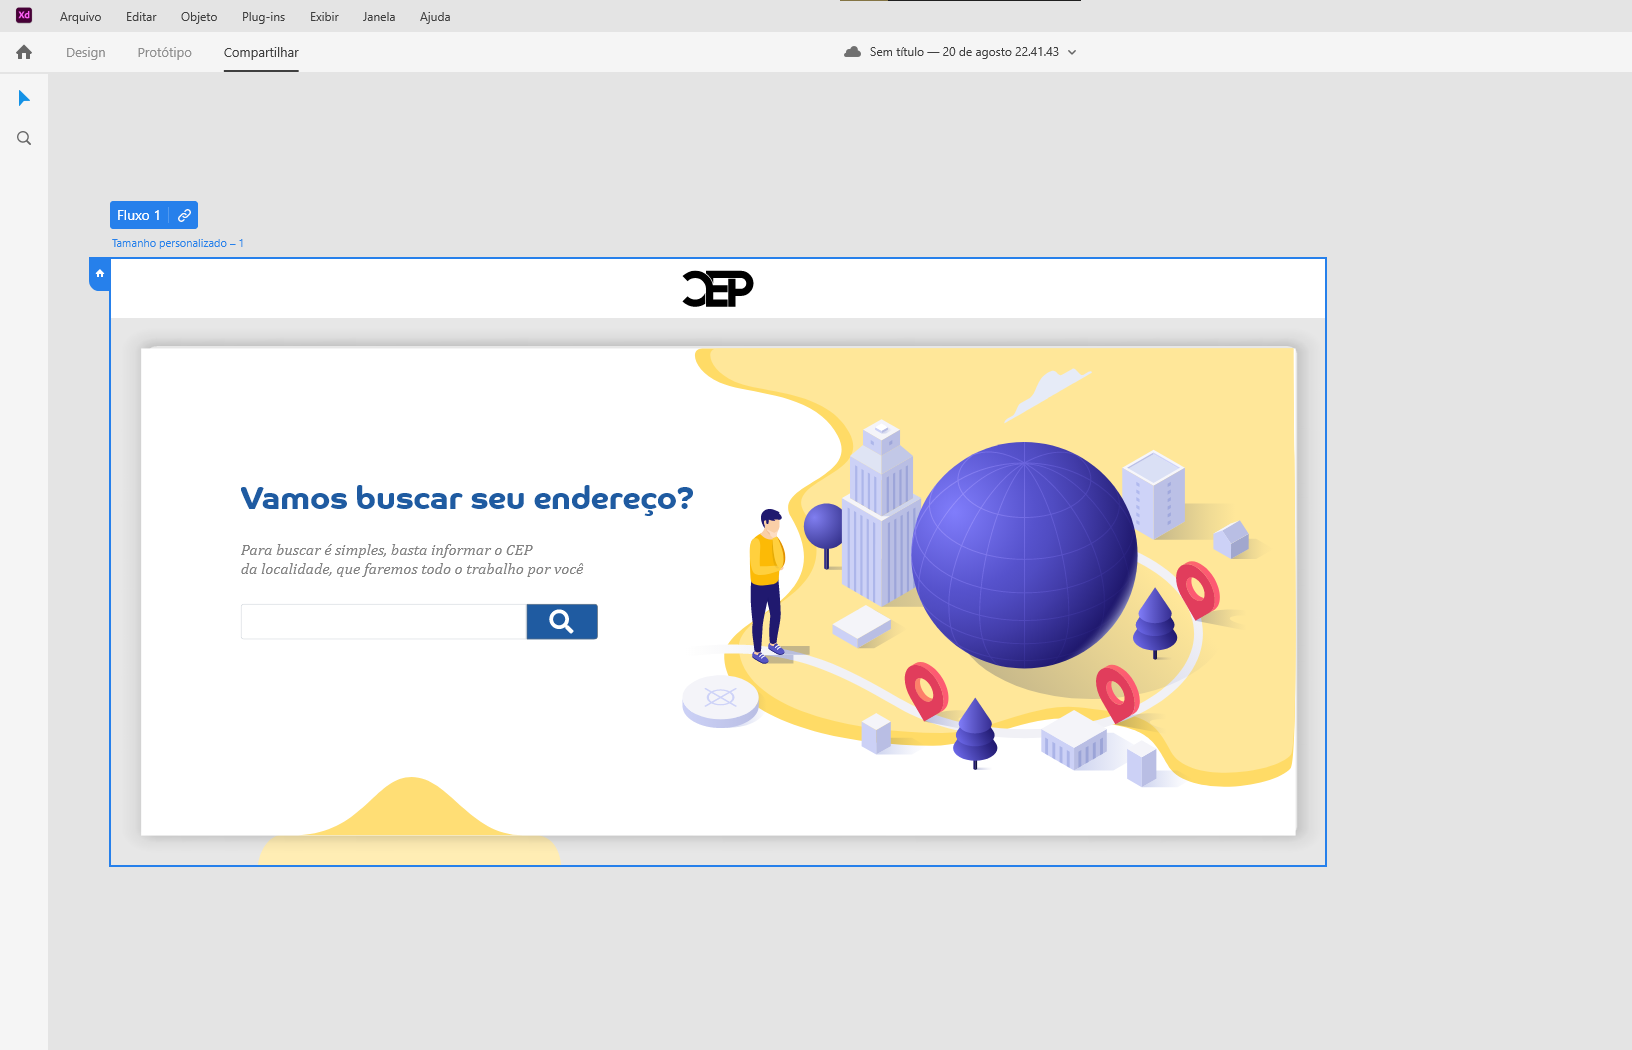 Xd Arquivo Editar Objeto Plug-ins Exibir Janela Ajuda
Design Protótipo Compartilhar Sem título — 20 de agosto 22.41.43
Fluxo 1
Tamanho personalizado – 1
CEP
Vamos buscar seu endereço?
Para buscar é simples, basta informar o CEP
da localidade, que faremos todo o trabalho por você